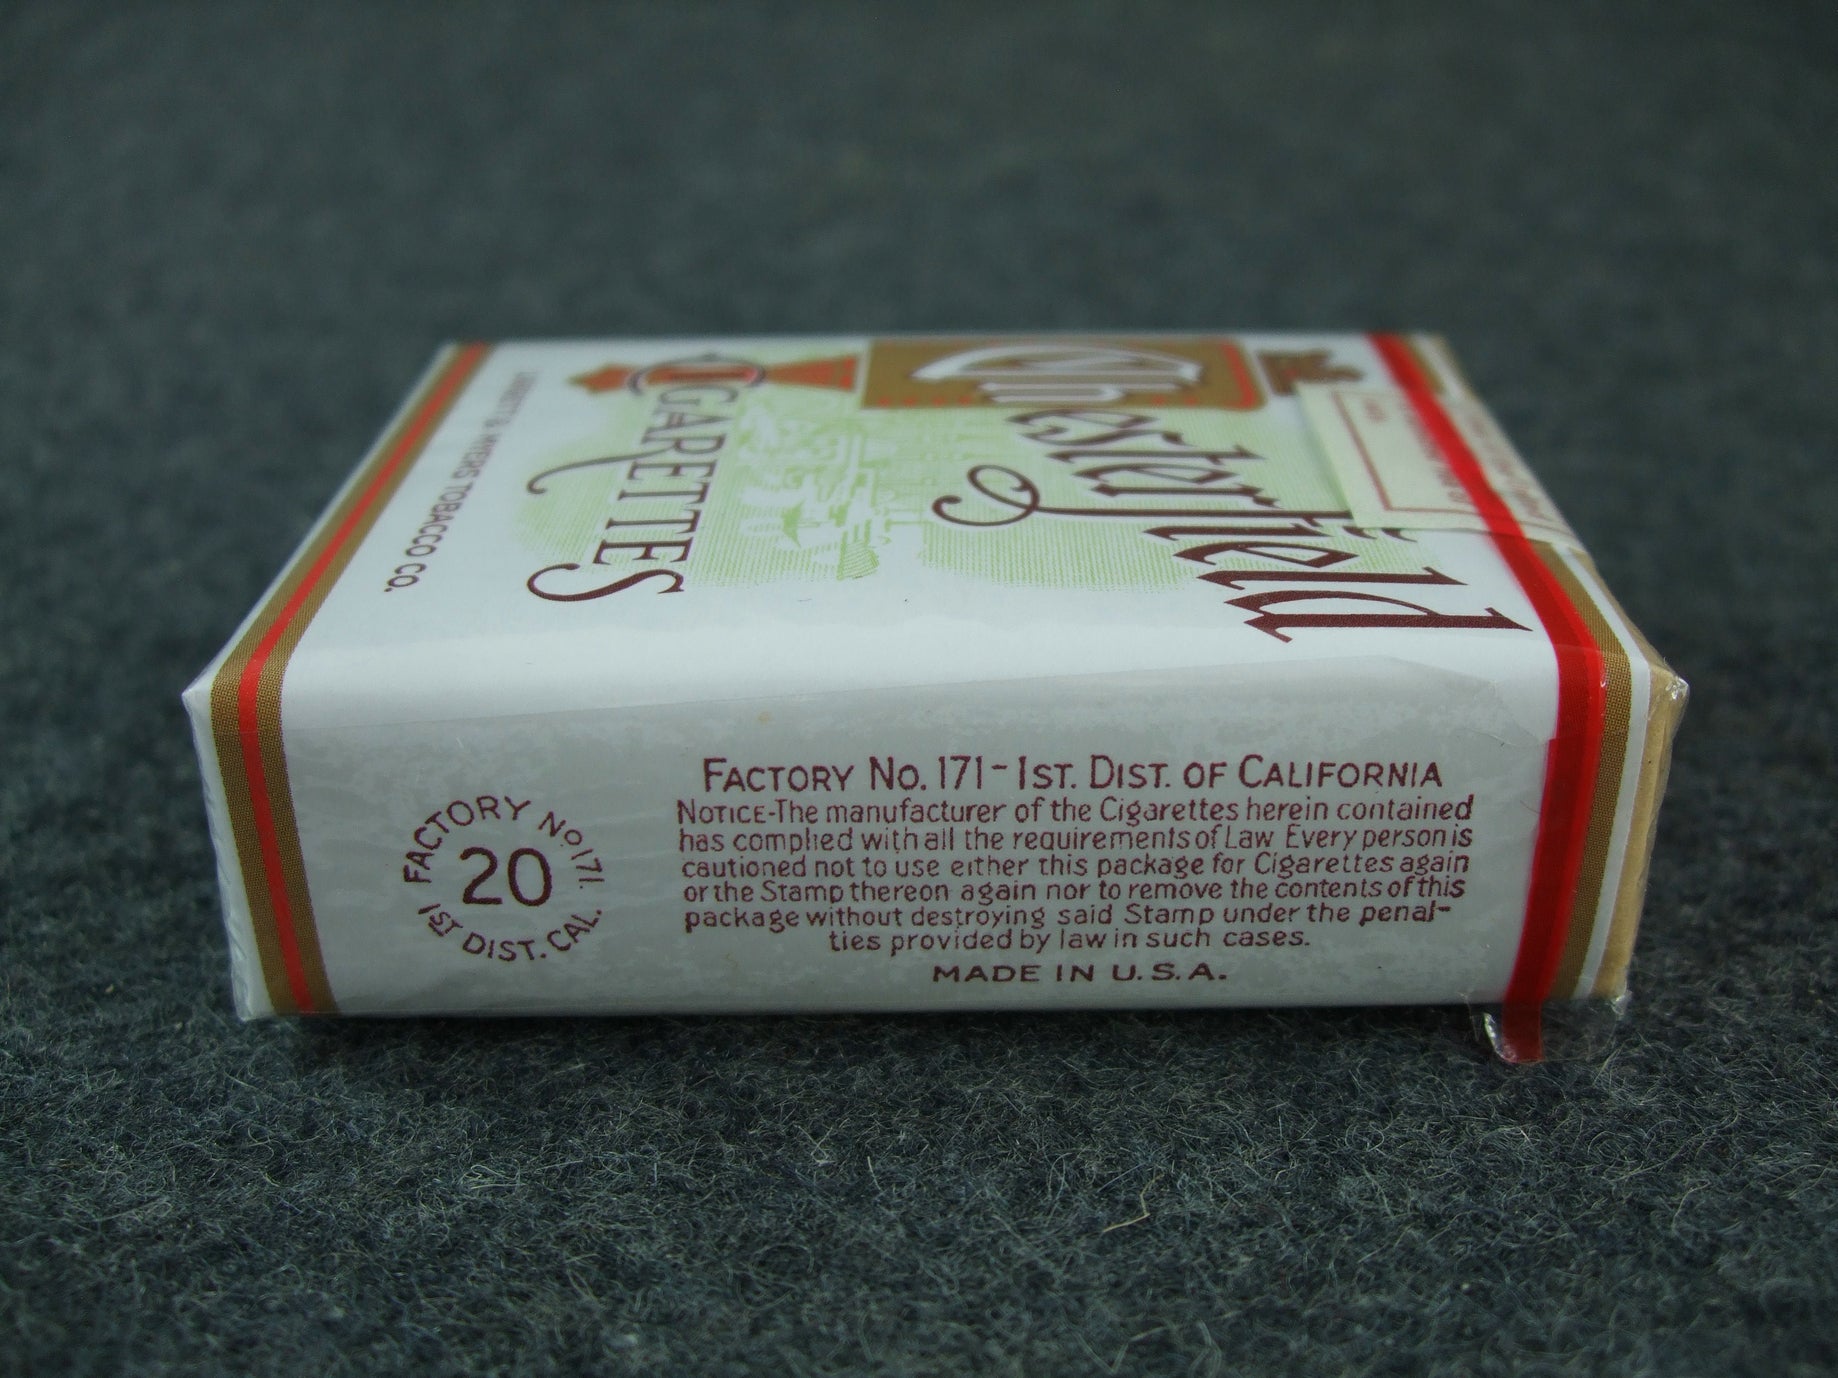 Chesterfield
CIGARETTES
LIGGETT & MYERS TOBACCO CO.
FACTORY No. 171.
20
1ST DIST. CAL.
FACTORY No. 171 - 1ST. DIST. OF CALIFORNIA
NOTICE-The manufacturer of the Cigarettes herein contained
has complied with all the requirements of Law Every person is
cautioned not to use either this package for Cigarettes again
or the Stamp thereon again nor to remove the contents of this
package without destroying said Stamp under the penal-
ties provided by law in such cases.
MADE IN U.S.A.